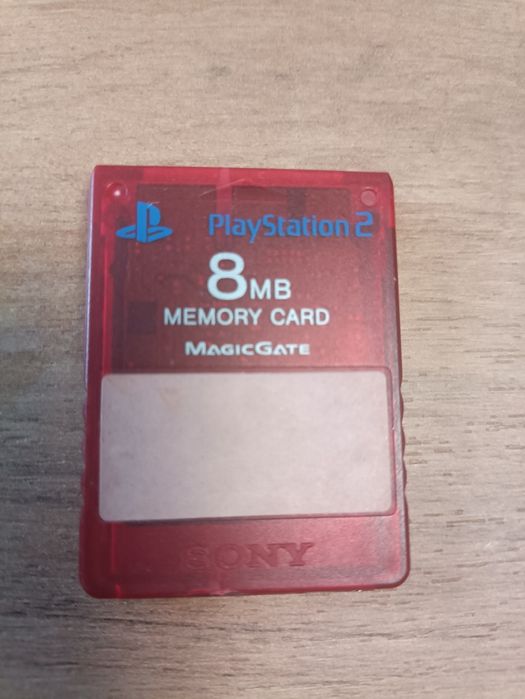 PlayStation 2
8MB
MEMORY CARD
MAGICGATE
SONY